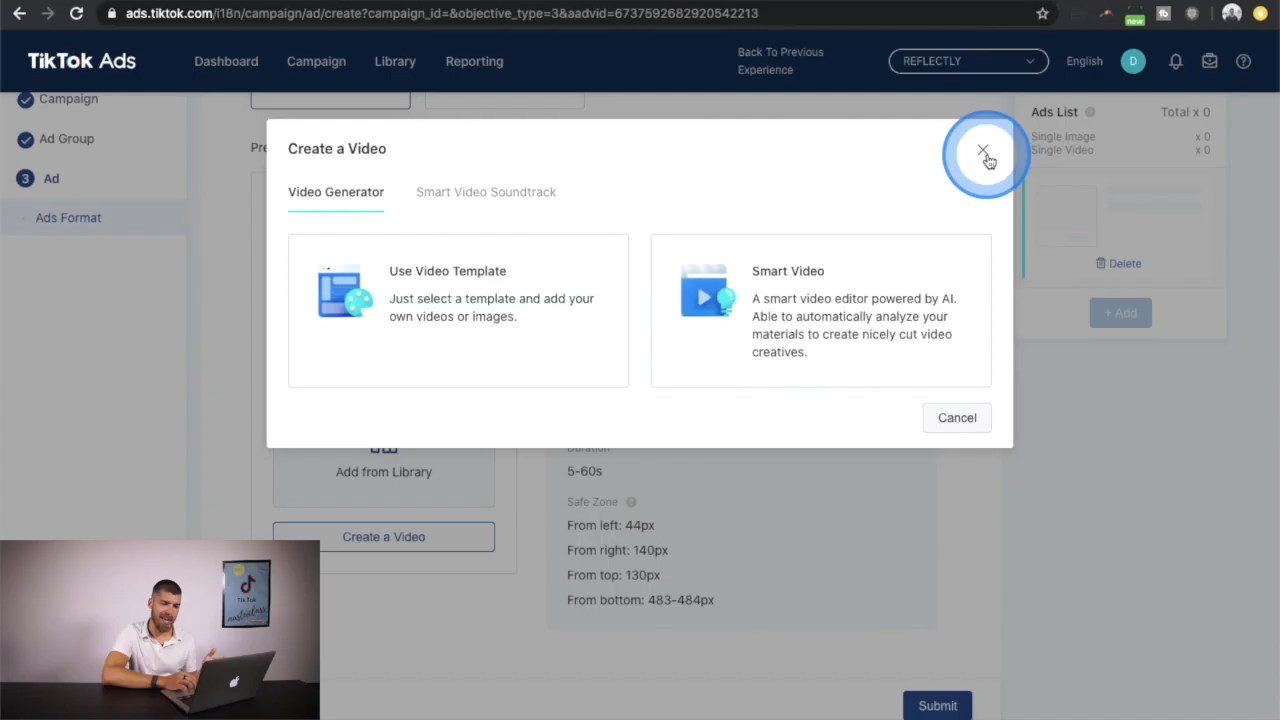 ads.tiktok.com/i18n/campaign/ad/create?campaign_id=&objective_type=3&aadvid=6737592682920542213
new
TikTok Ads
Dashboard
Campaign
Library
Reporting
Back To Previous
Experience
REFLECTLY
English
D
Campaign
Ad Group
3
Ad
Ads Format
Pre
Create a Video
Video Generator
Smart Video Soundtrack
Use Video Template
Just select a template and add your
own videos or images.
Smart Video
A smart video editor powered by AI.
Able to automatically analyze your
materials to create nicely cut video
creatives.
Cancel
Ads List
Total x 0
Single Image
x 0
Single Video
x 0
Delete
+ Add
Add from Library
Create a Video
Duration
5-60s
Safe Zone
From left: 44px
From right: 140px
From top: 130px
From bottom: 483-484px
Submit
Tik Tok